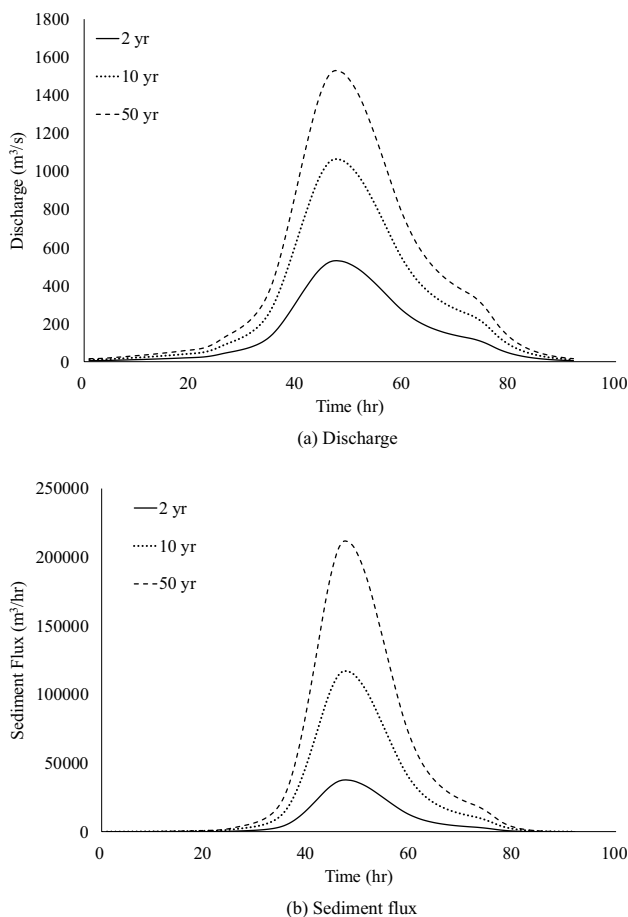 1800
1600
1400
1200
1000
800
600
400
200
0
Discharge (m³/s)
2 yr
10 yr
50 yr
0 20 40 60 80 100
Time (hr)
(a) Discharge
250000
200000
150000
100000
50000
0
Sediment Flux (m³/hr)
2 yr
10 yr
50 yr
0 20 40 60 80 100
Time (hr)
(b) Sediment flux